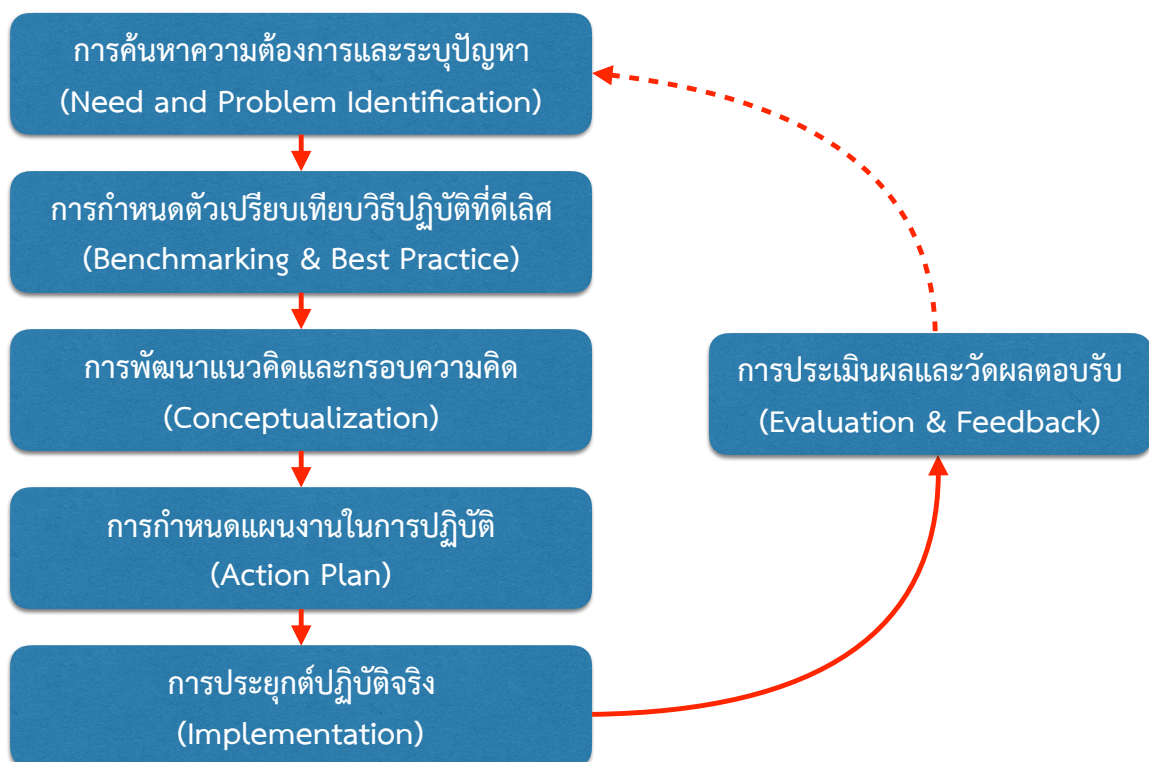 การค้นหาความต้องการและระบุปัญหา
(Need and Problem Identification)
การกำหนดตัวเปรียบเทียบวิธีปฏิบัติที่ดีเลิศ
(Benchmarking & Best Practice)
การพัฒนาแนวคิดและกรอบความคิด
(Conceptualization)
การกำหนดแผนงานในการปฏิบัติ
(Action Plan)
การประยุกต์ปฏิบัติจริง
(Implementation)
การประเมินผลและวัดผลตอบรับ
(Evaluation & Feedback)